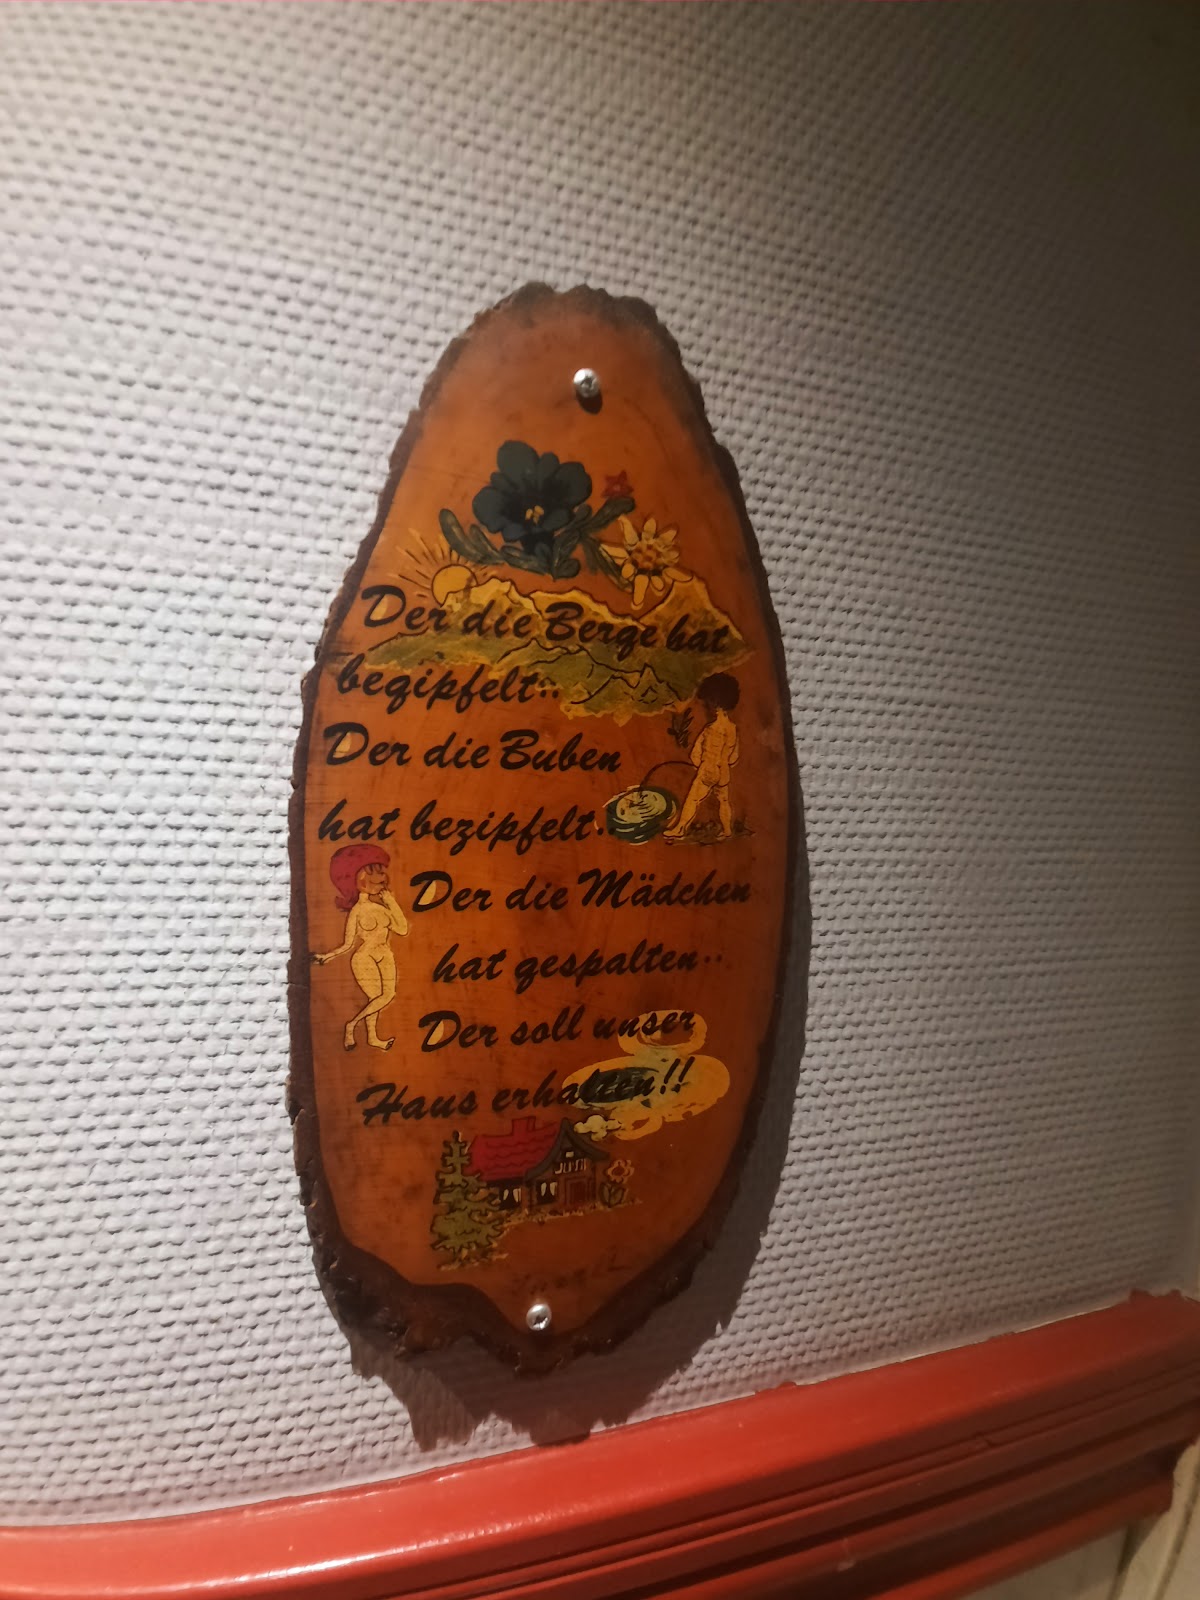 Der die Berge hat
begipfelt..
Der die Buben
hat bezipfelt..
Der die Mädchen
hat gespalten..
Der soll unser
Haus erhalten!!